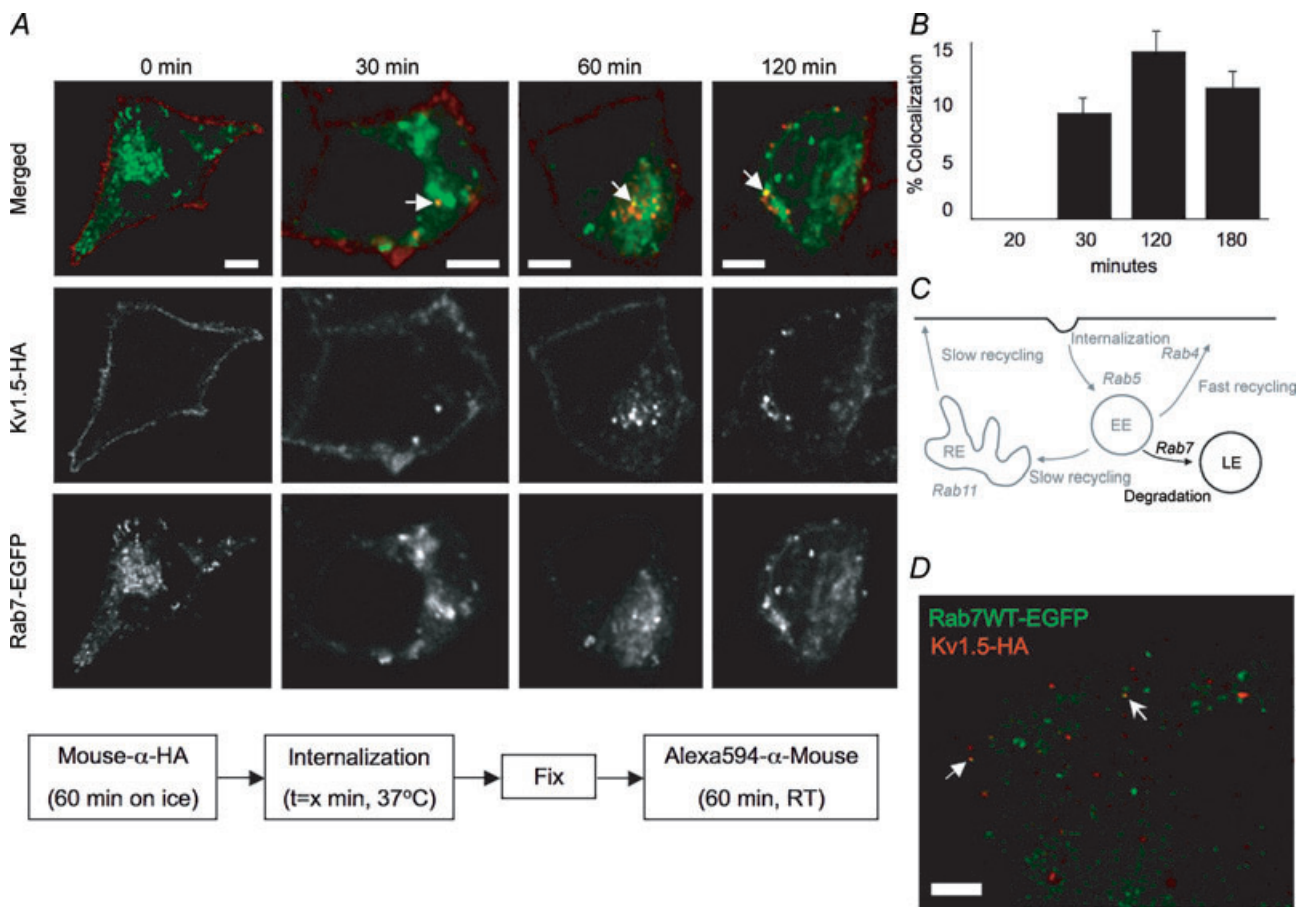 A
0 min
30 min
60 min
120 min
Merged
Kv1.5-HA
Rab7-EGFP
Mouse-α-HA
(60 min on ice)
Internalization
(t=x min, 37ºC)
Fix
Alexa594-α-Mouse
(60 min, RT)
B
% Colocalization
15
10
5
0
20
30
120
180
minutes
C
Internalization
Slow recycling
Rab4
Rab5
Fast recycling
EE
Rab7
RE
LE
Slow recycling
Rab11
Degradation
D
Rab7WT-EGFP
Kv1.5-HA